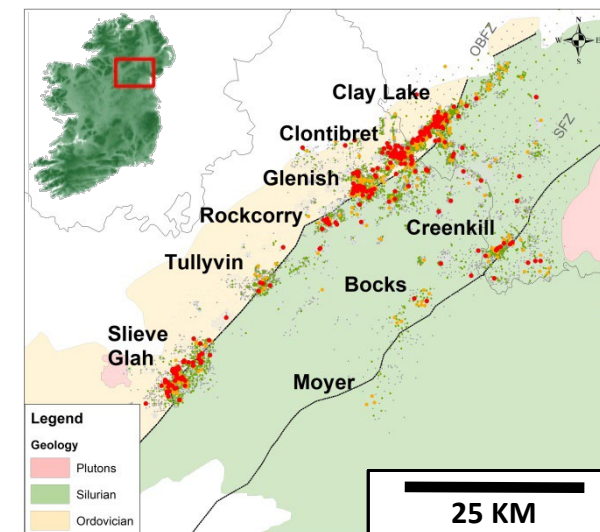 OBFZ
N
W E
S
Clay Lake
SFZ
Clontibret
Glenish
Rockcorry
Creenkill
Tullyvin
Bocks
Slieve
Glah
Moyer
Legend
Geology
Plutons
Silurian
Ordovician
25 KM